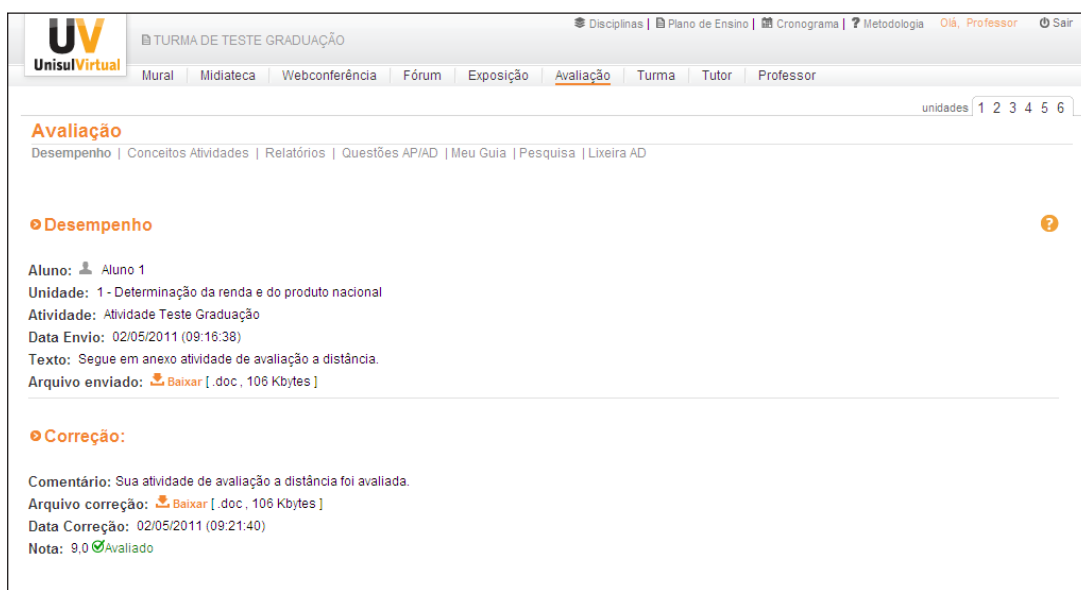 UV
UnisulVirtual
Disciplinas | Plano de Ensino | Cronograma | ? Metodologia Olá, Professor Sair
TURMA DE TESTE GRADUAÇÃO
Mural Midiateca Webconferência Fórum Exposição Avaliação Turma Tutor Professor
unidades 1 2 3 4 5 6
Avaliação
Desempenho | Conceitos Atividades | Relatórios | Questões AP/AD | Meu Guia | Pesquisa | Lixeira AD
Desempenho ?
Aluno: Aluno 1
Unidade: 1 - Determinação da renda e do produto nacional
Atividade: Atividade Teste Graduação
Data Envio: 02/05/2011 (09:16:38)
Texto: Segue em anexo atividade de avaliação a distância.
Arquivo enviado: Baixar [ .doc , 106 Kbytes ]
Correção:
Comentário: Sua atividade de avaliação a distância foi avaliada.
Arquivo correção: Baixar [ .doc , 106 Kbytes ]
Data Correção: 02/05/2011 (09:21:40)
Nota: 9,0 Avaliado